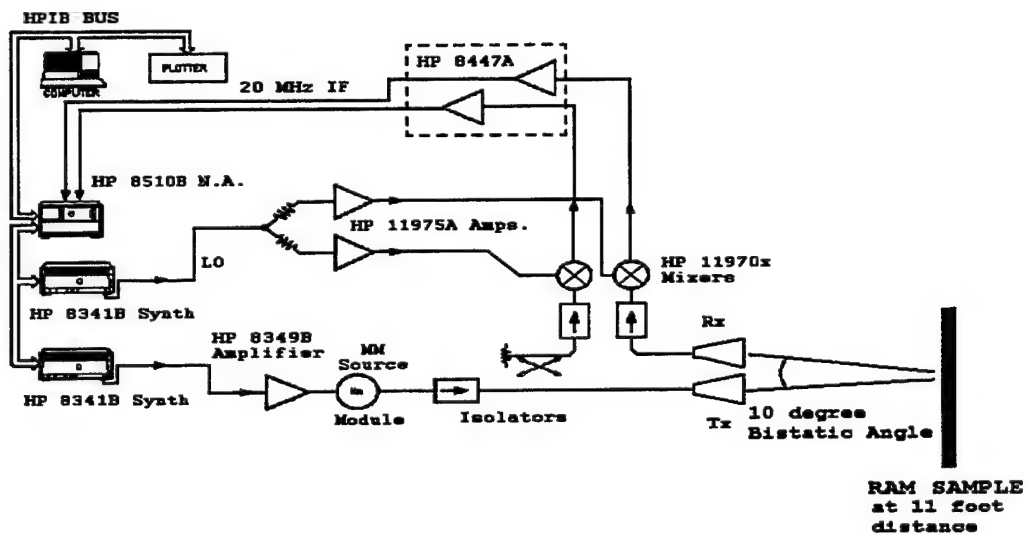 HPIB BUS
COMPUTER
PLOTTER
HP 8447A
20 MHz IF
HP 8510B N.A.
HP 11975A Amps.
LO
HP 11970x
Mixers
HP 8341B Synth
HP 8349B
Amplifier
MM
Source
Module
Rx
HP 8341B Synth
Isolators
Tx
10 degree
Bistatic Angle
RAM SAMPLE
at 11 foot
distance